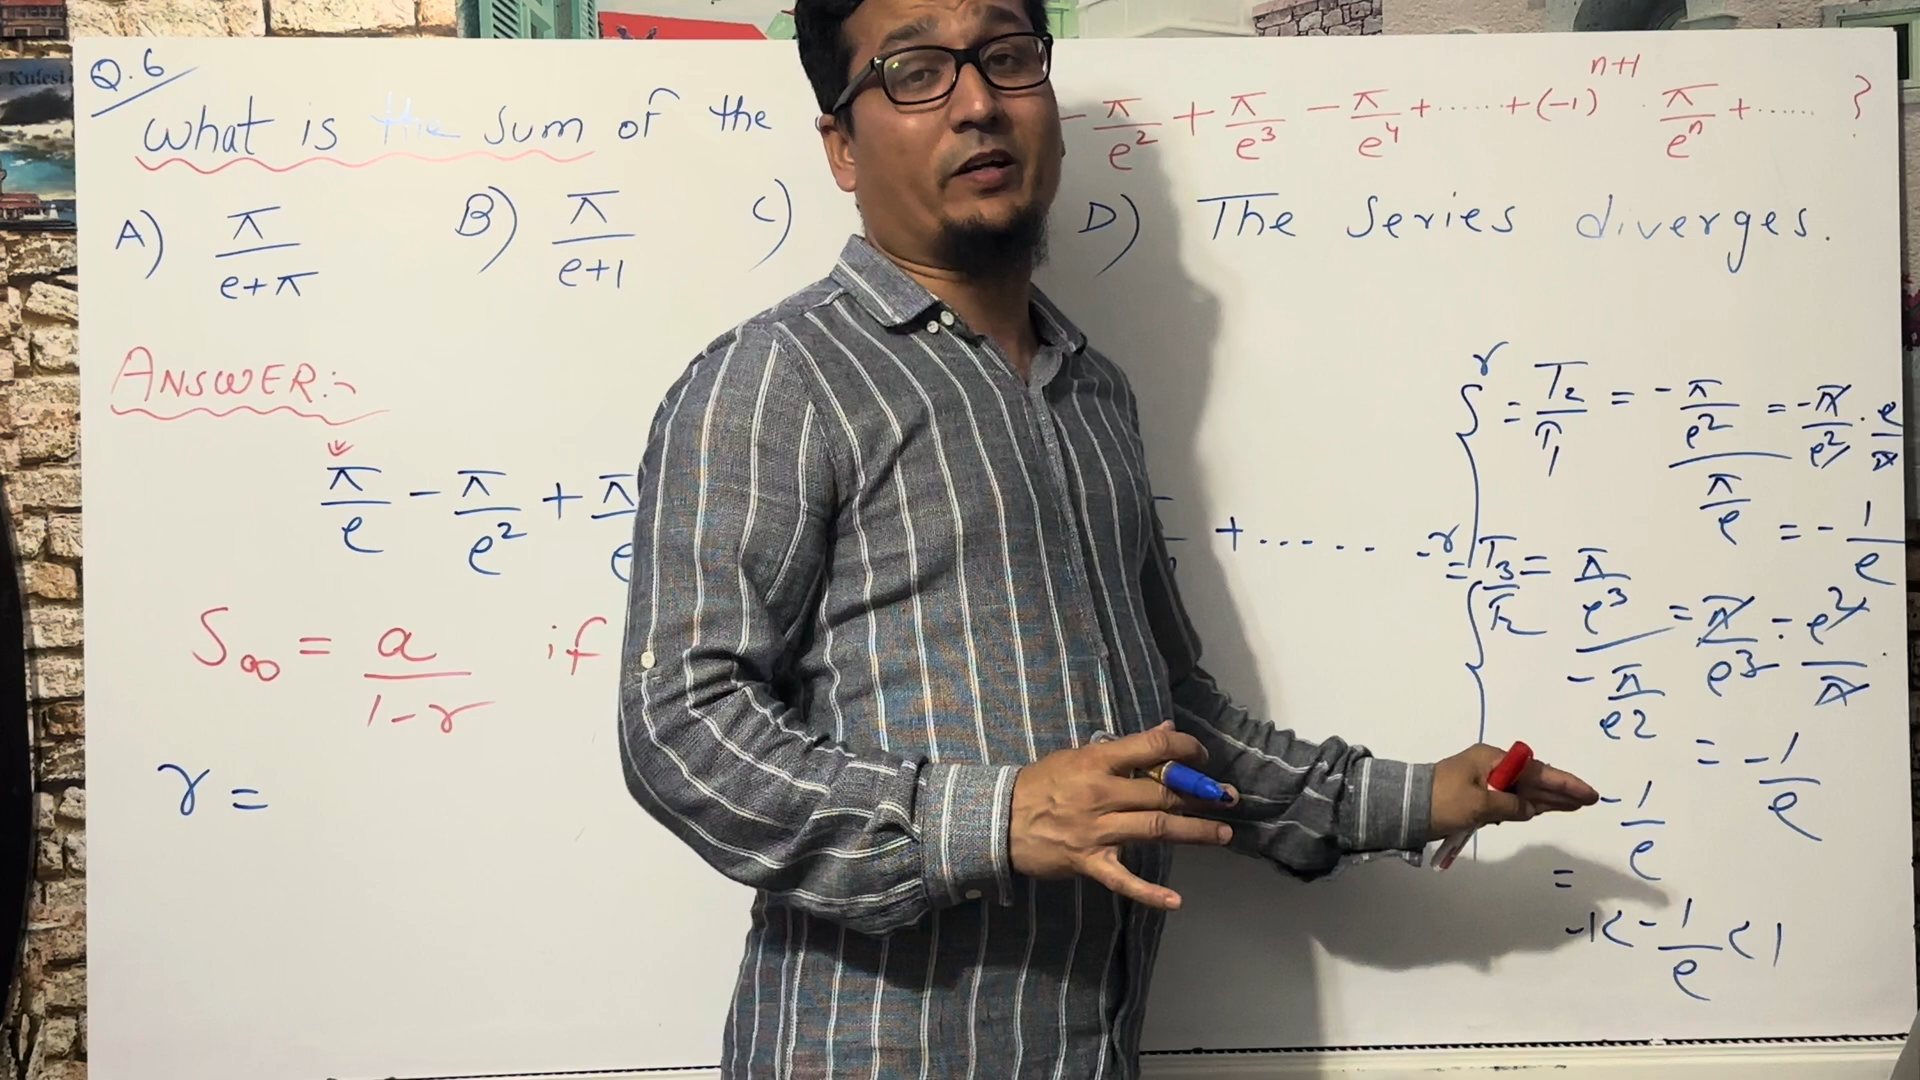 Kulesi
Q.6
What is the sum of the - π/e² + π/e³ - π/e⁴ + ...... + (-1)ⁿ⁺¹ · π/eⁿ + ...... ?
A) π/(e+π) B) π/(e+1) C) D) The Series diverges.
ANSWER:-
π/e - π/e² + π/e + ......
S∞ = a/(1-r) if
r =
r = T₂/T₁ = (-π/e²)/(π/e) = -π/e² · e/π
= -1/e
r = T₃/T₂ = (π/e³)/(-π/e2) = π/e³ ÷ e²/π
= -1/e
= -1/e
-1 < -1/e < 1